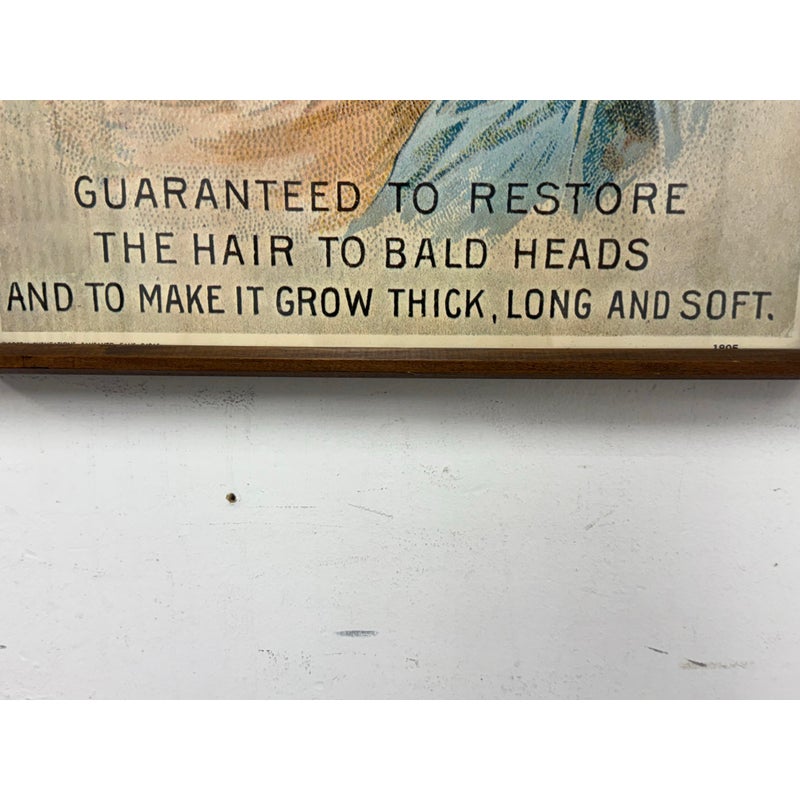 GUARANTEED TO RESTORE
THE HAIR TO BALD HEADS
AND TO MAKE IT GROW THICK, LONG AND SOFT.